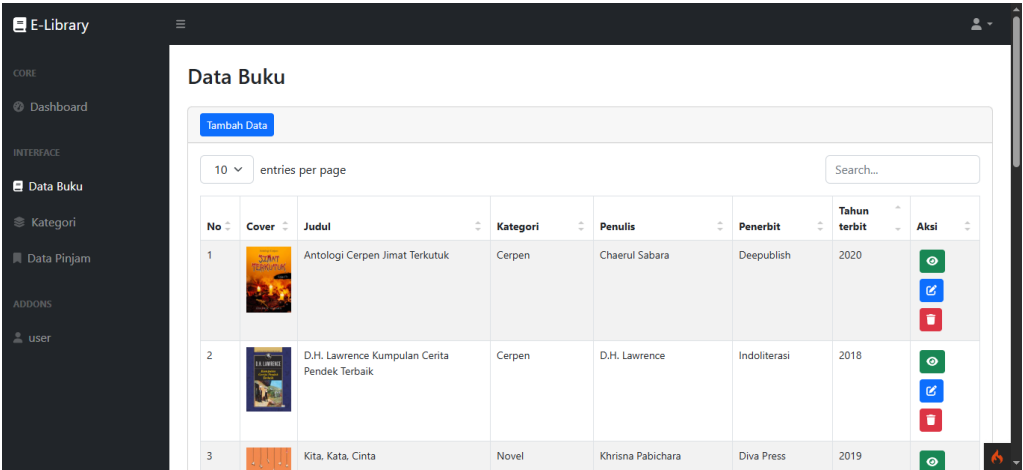 E-Library
CORE
Dashboard
INTERFACE
Data Buku
Kategori
Data Pinjam
ADDONS
user
Data Buku
Tambah Data
10 entries per page
Search...
No Cover Judul Kategori Penulis Penerbit Tahun terbit Aksi
1 Antologi Cerpen Jimat Terkutuk Cerpen Chaerul Sabara Deepublish 2020
JIMAT
TERKUTUK
2 D.H. Lawrence Kumpulan Cerita Cerpen D.H. Lawrence Indoliterasi 2018
Pendek Terbaik
D.H. LAWRENCE
3 Kita, Kata, Cinta Novel Khrisna Pabichara Diva Press 2019